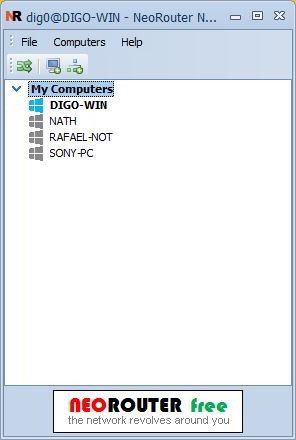 NR dig0@DIGO-WIN - NeoRouter N...
File Computers Help
My Computers
DIGO-WIN
NATH
RAFAEL-NOT
SONY-PC
NEOROUTER free
the network revolves around you